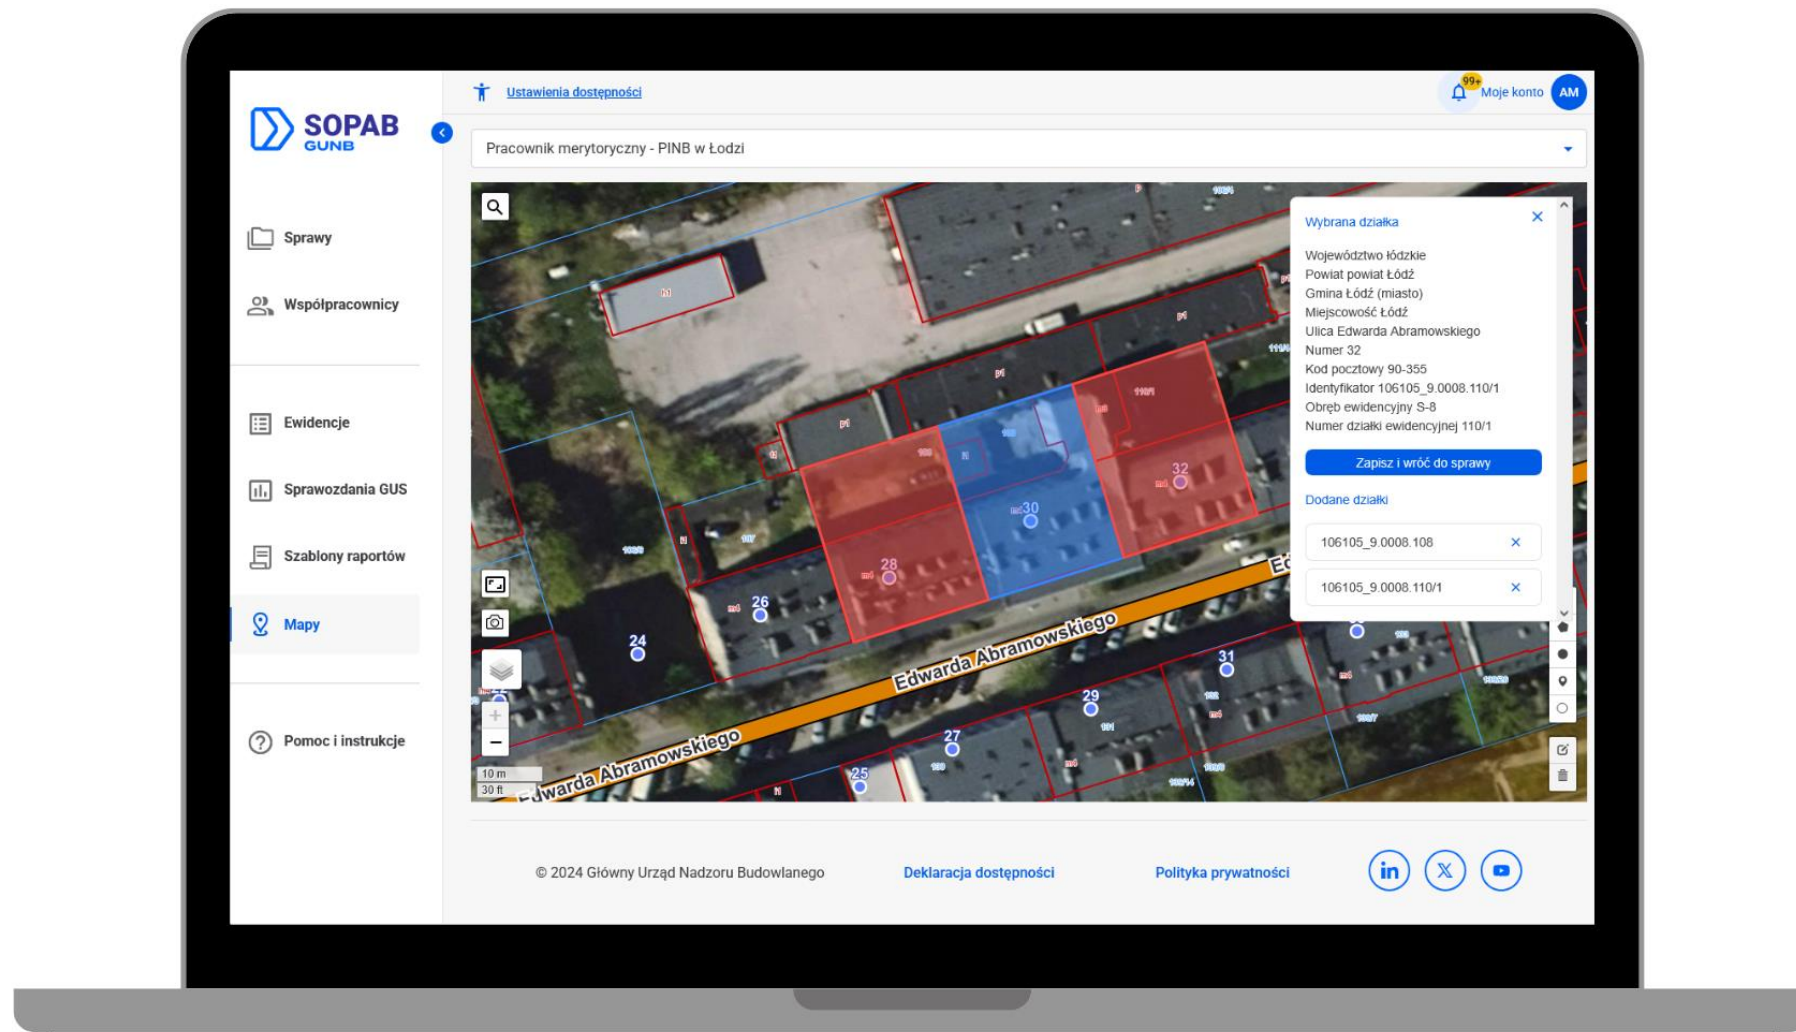 SOPAB
GUNB
Ustawienia dostępności
99+
Moje konto
AM
Pracownik merytoryczny - PINB w Łodzi
Sprawy
Współpracownicy
Ewidencje
Sprawozdania GUS
Szablony raportów
Mapy
Pomoc i instrukcje
Wybrana działka
Województwo łódzkie
Powiat powiat Łódź
Gmina Łódź (miasto)
Miejscowość Łódź
Ulica Edwarda Abramowskiego
Numer 32
Kod pocztowy 90-355
Identyfikator 106105_9.0008.110/1
Obręb ewidencyjny S-8
Numer działki ewidencyjnej 110/1
Zapisz i wróć do sprawy
Dodane działki
106105_9.0008.108
106105_9.0008.110/1
110/1
32
30
28
26
24
31
29
27
25
Edwarda Abramowskiego
Edwarda Abramowskiego
10 m
30 ft
© 2024 Główny Urząd Nadzoru Budowlanego
Deklaracja dostępności
Polityka prywatności
in
X